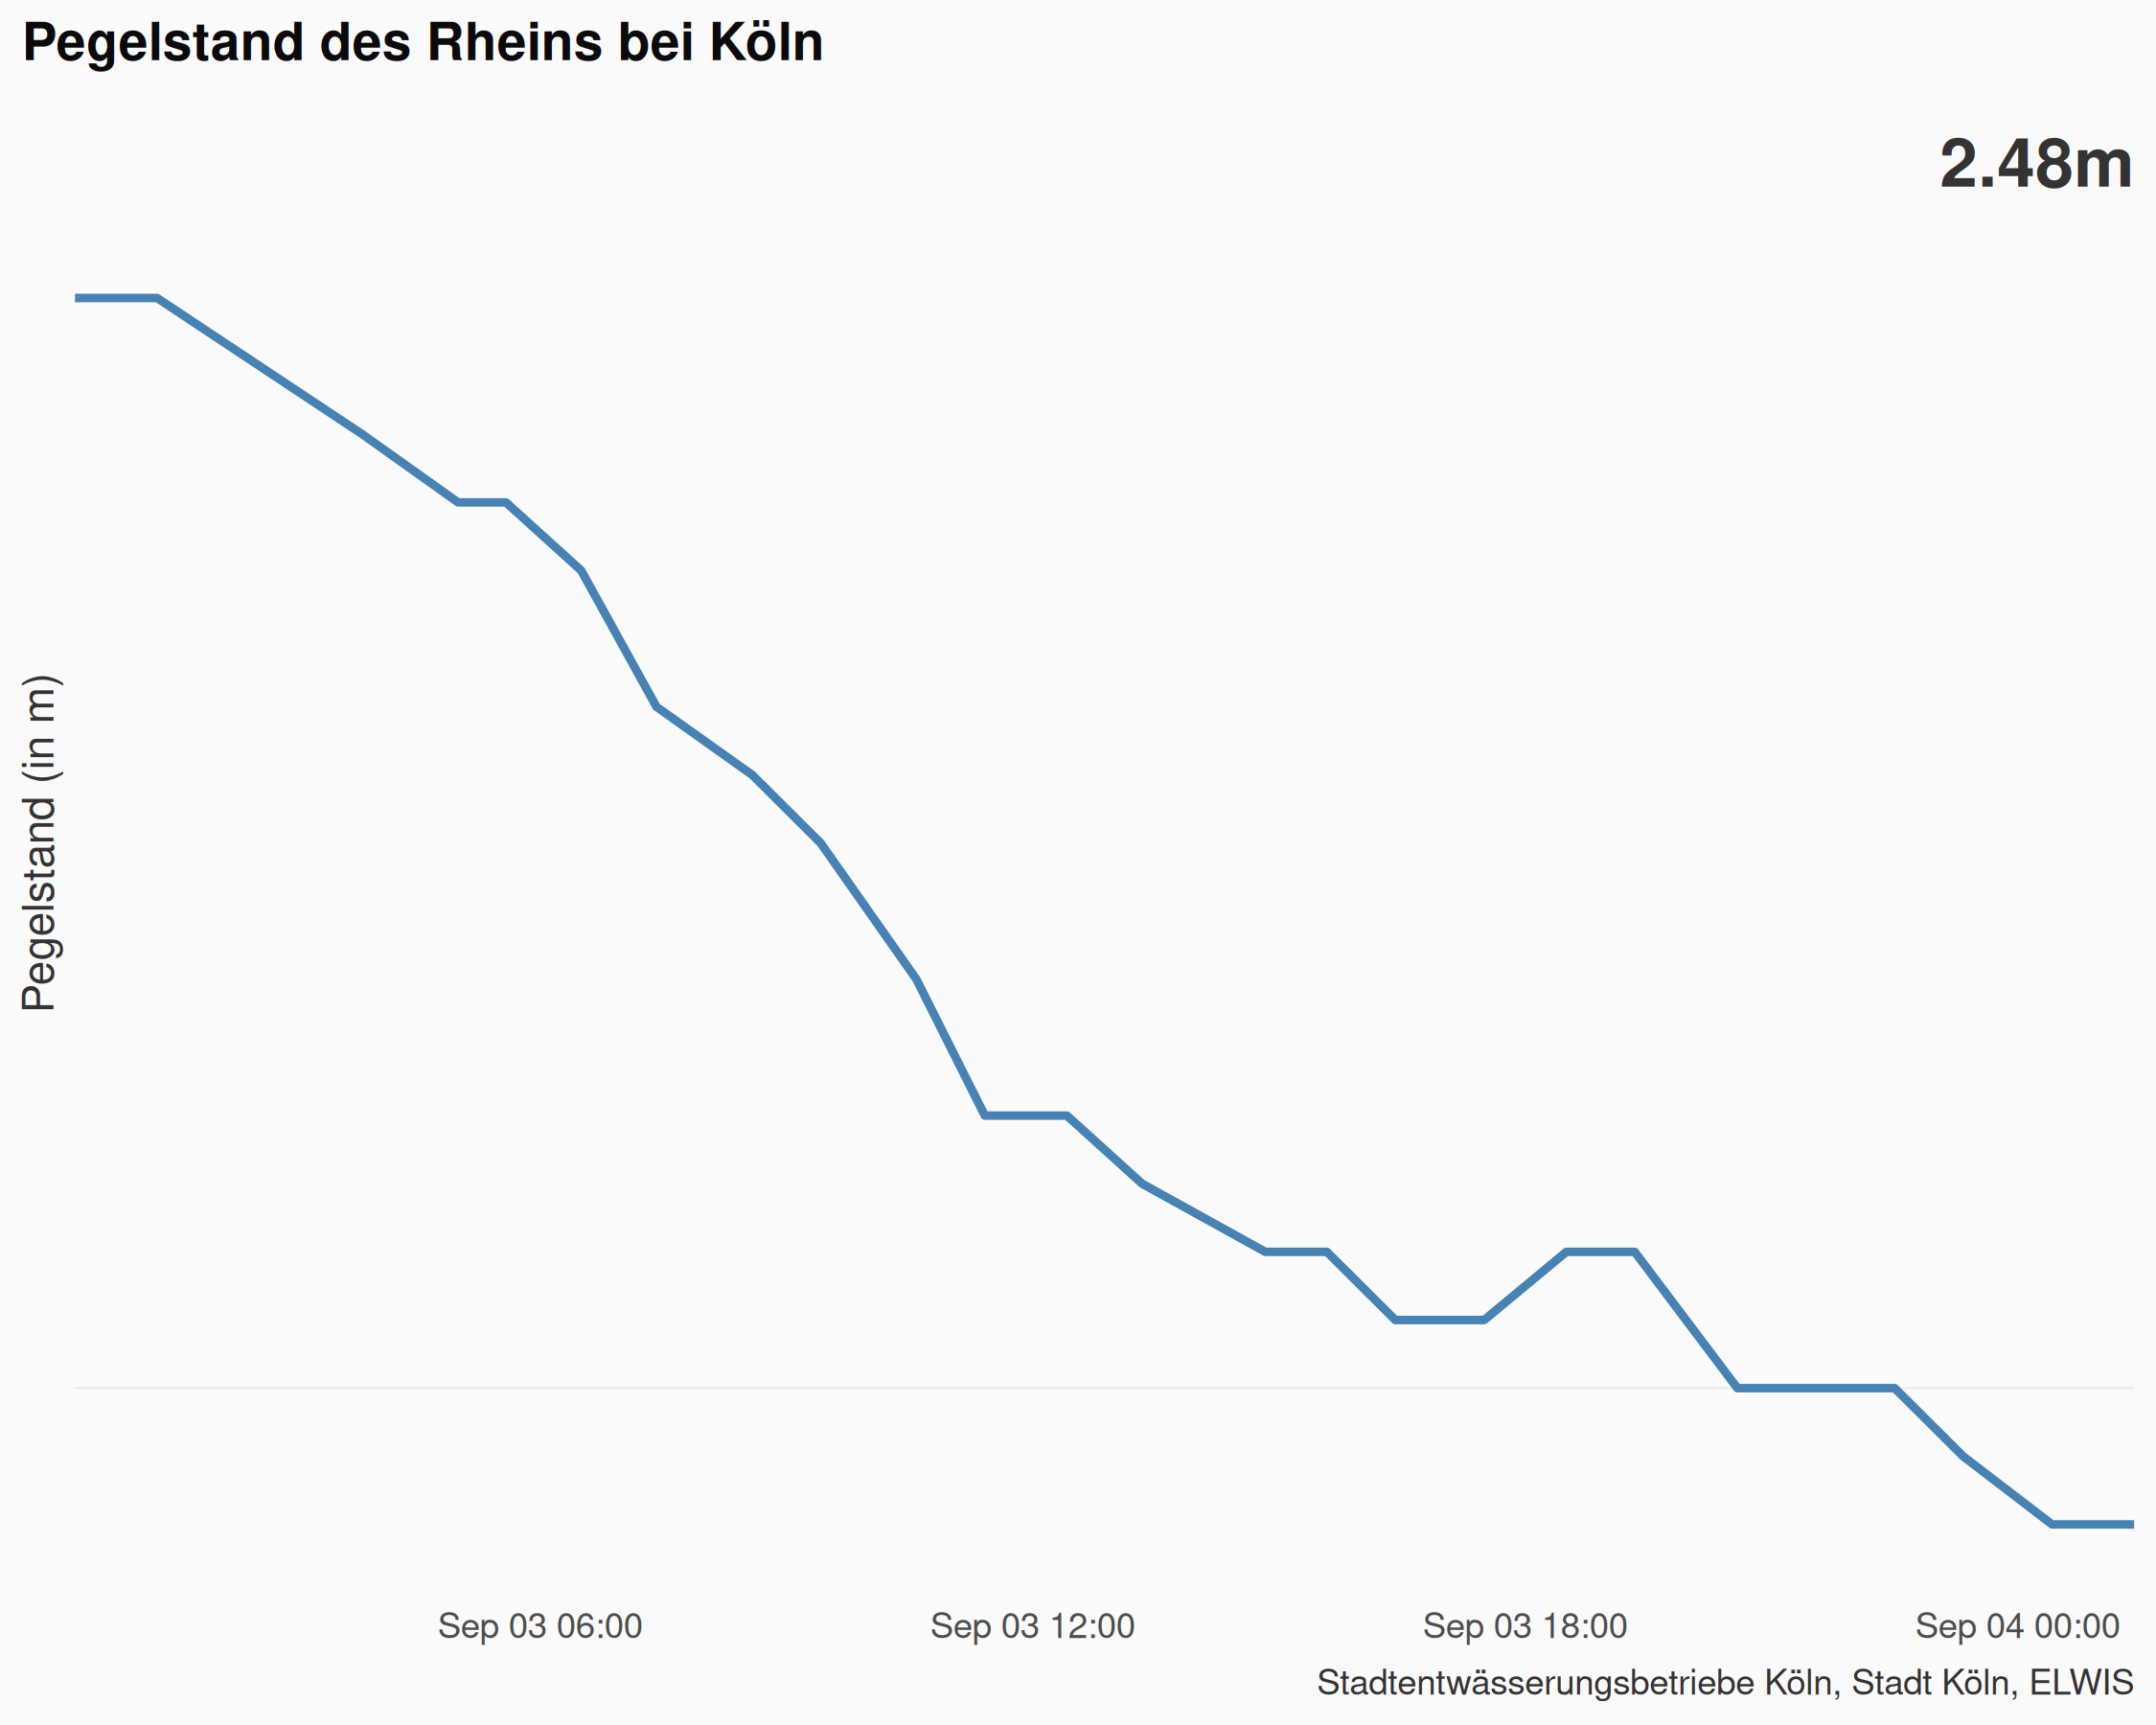 Pegelstand des Rheins bei Köln
2.48m
Pegelstand (in m)
Sep 03 06:00
Sep 03 12:00
Sep 03 18:00
Sep 04 00:00
Stadtentwässerungsbetriebe Köln, Stadt Köln, ELWIS